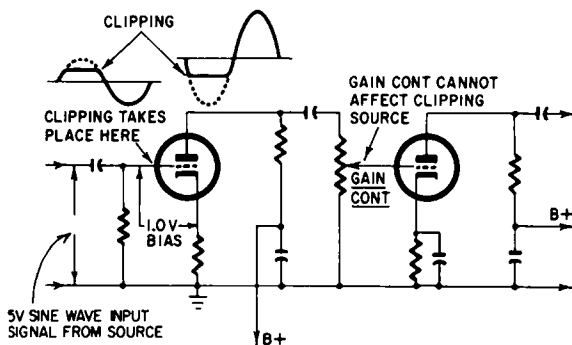 CLIPPING
CLIPPING TAKES
PLACE HERE
GAIN CONT CANNOT
AFFECT CLIPPING
SOURCE
GAIN
CONT
1.0V
BIAS
B+
5V SINE WAVE INPUT
SIGNAL FROM SOURCE
B+